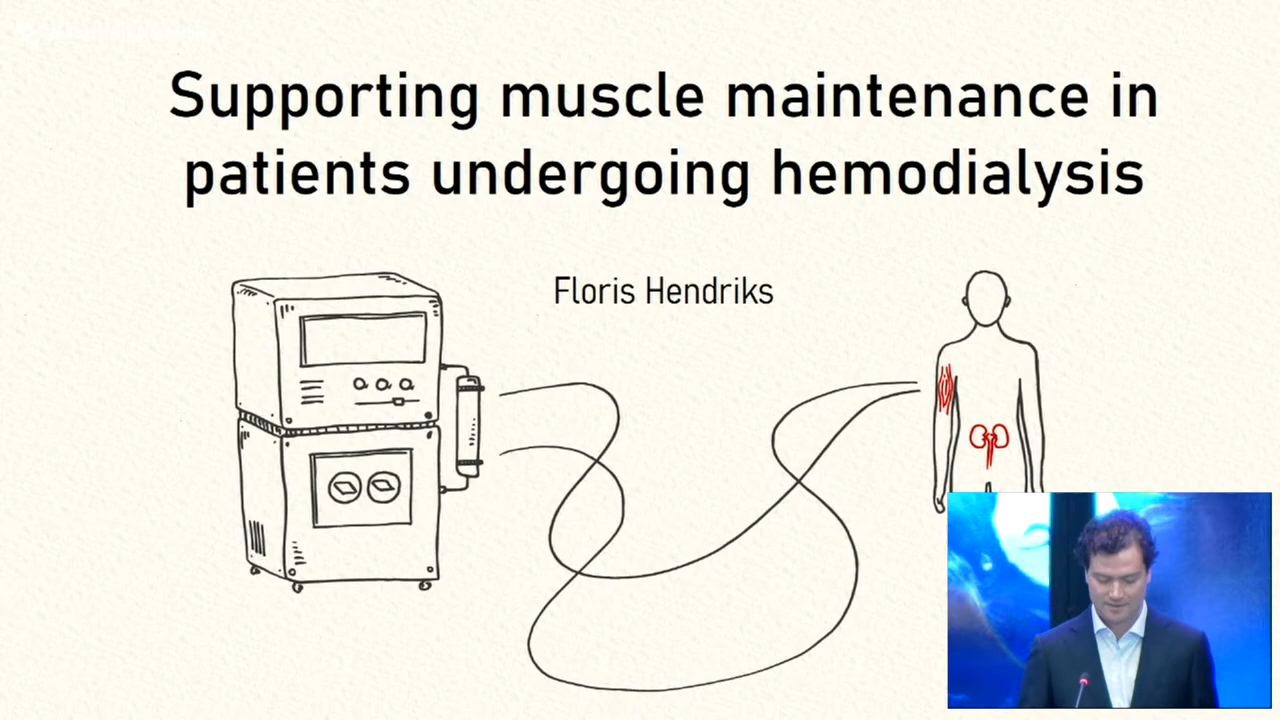 Supporting muscle maintenance in
patients undergoing hemodialysis
Floris Hendriks